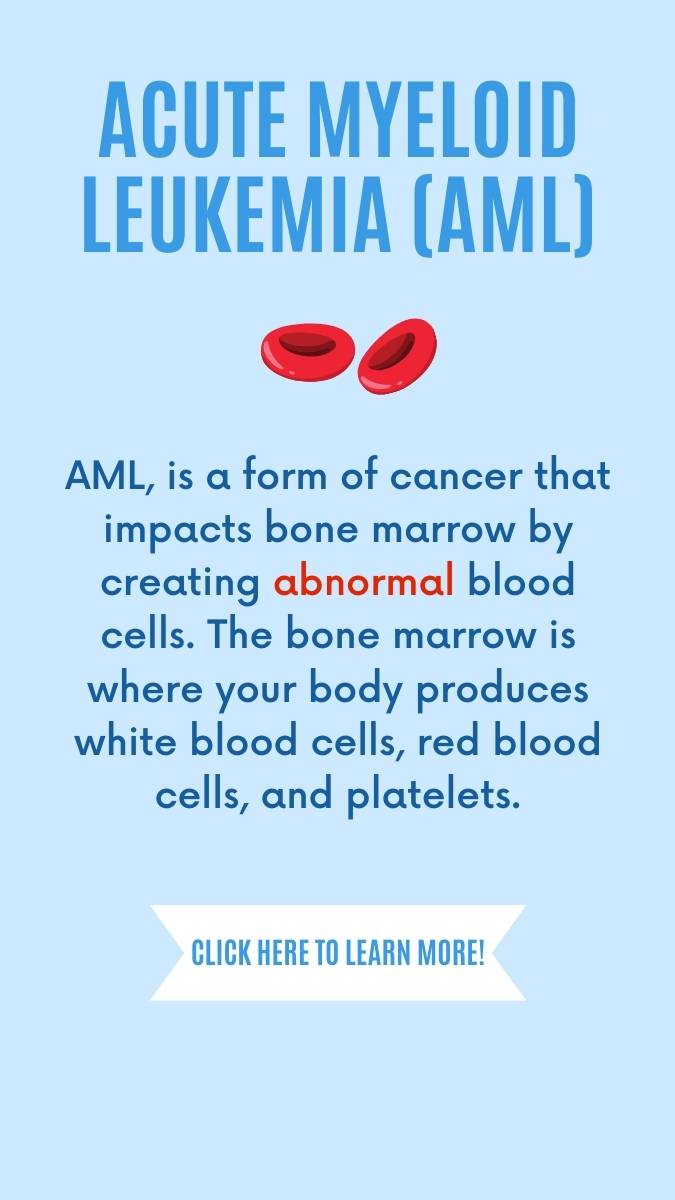 ACUTE MYELOID
LEUKEMIA (AML)
AML, is a form of cancer that
impacts bone marrow by
creating abnormal blood
cells. The bone marrow is
where your body produces
white blood cells, red blood
cells, and platelets.
CLICK HERE TO LEARN MORE!